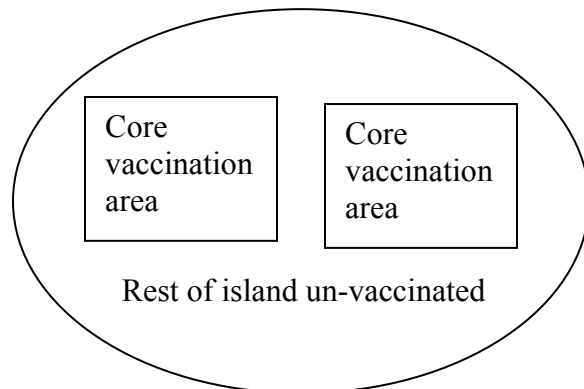 Core
vaccination
area
Core
vaccination
area
Rest of island un-vaccinated